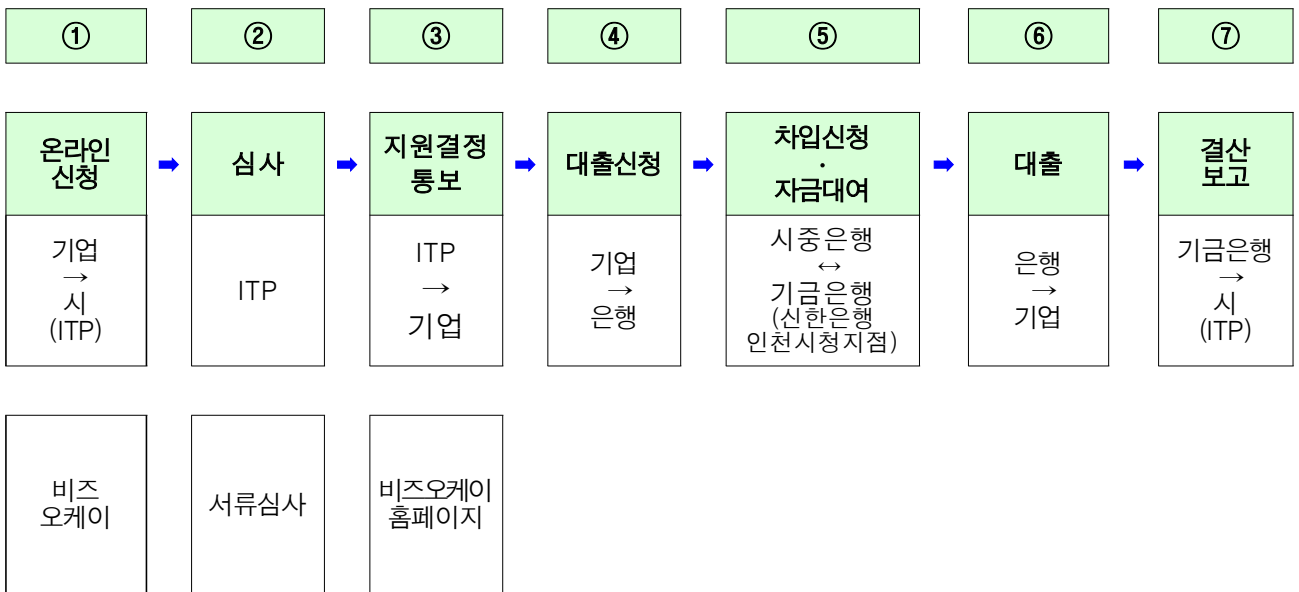 ①
②
③
④
⑤
⑥
⑦
온라인
신청
➡
심사
➡
지원결정
통보
➡
대출신청
➡
차입신청
·
자금대여
➡
대출
➡
결산
보고
기업
→
시
(ITP)
ITP
ITP
→
기업
기업
→
은행
시중은행
↔
기금은행
(신한은행
인천시청지점)
은행
→
기업
기금은행
→
시
(ITP)
비즈
오케이
서류심사
비즈오케이
홈페이지